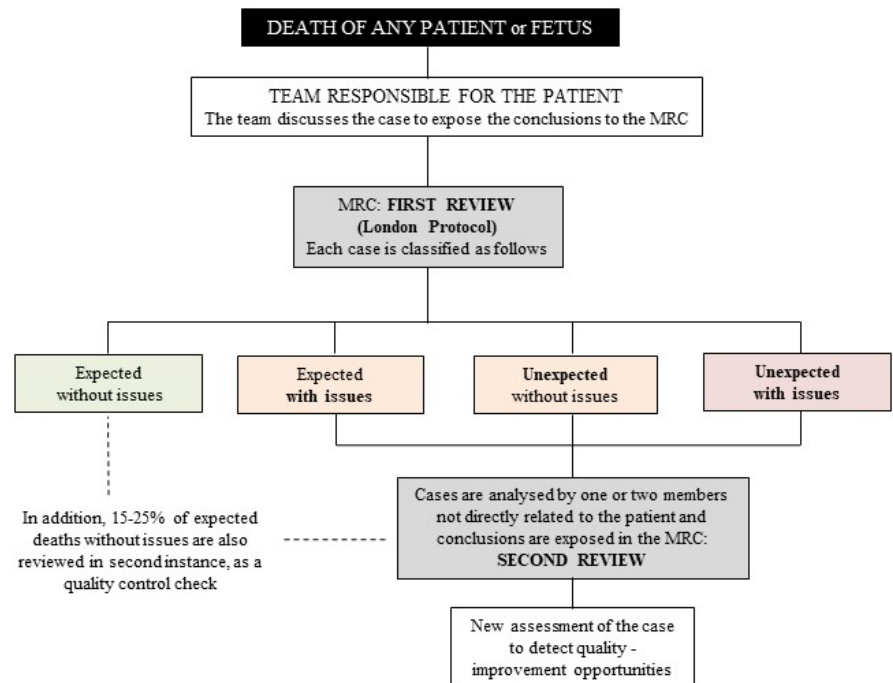 DEATH OF ANY PATIENT or FETUS
TEAM RESPONSIBLE FOR THE PATIENT
The team discusses the case to expose the conclusions to the MRC
MRC: FIRST REVIEW
(London Protocol)
Each case is classified as follows
Expected
without issues
Expected
with issues
Unexpected
without issues
Unexpected
with issues
In addition, 15-25% of expected
deaths without issues are also
reviewed in second instance, as a
quality control check
Cases are analysed by one or two members
not directly related to the patient and
conclusions are exposed in the MRC:
SECOND REVIEW
New assessment of the case
to detect quality -
improvement opportunities